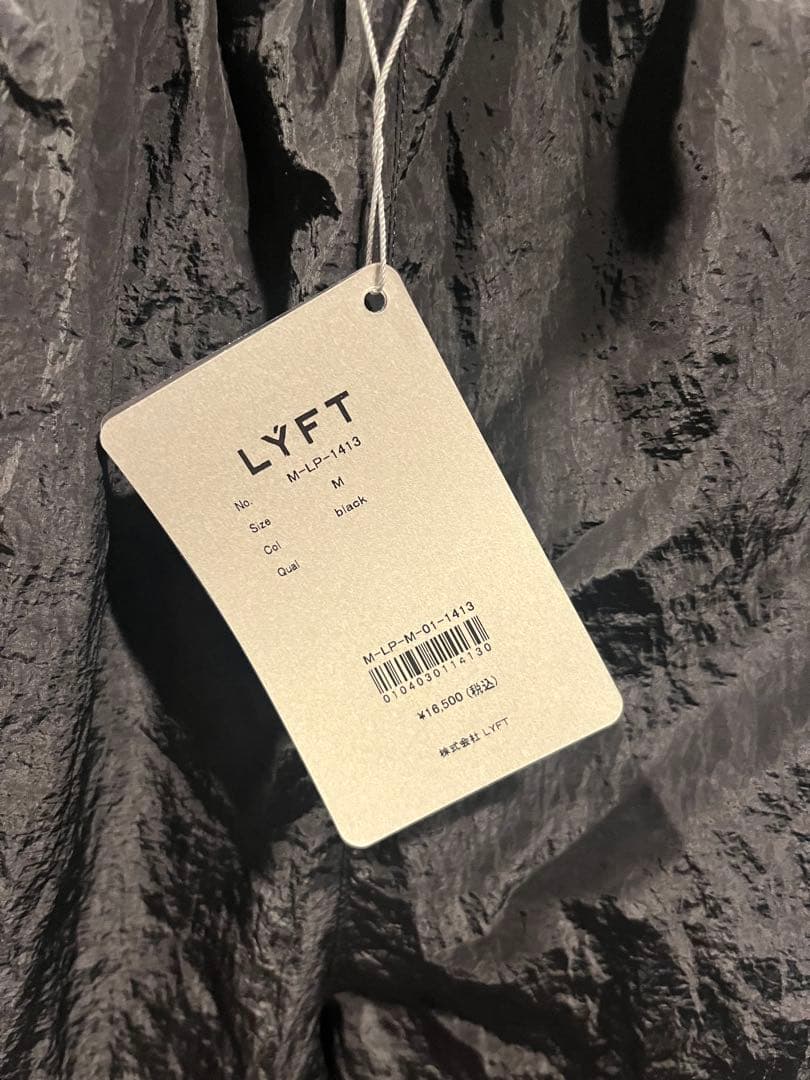 LYFT
No. M-LP-1413
Size M
Col black
Qual
M-LP-M-01-1413
0104030114130
¥16,500 (税込)
株式会社 LYFT